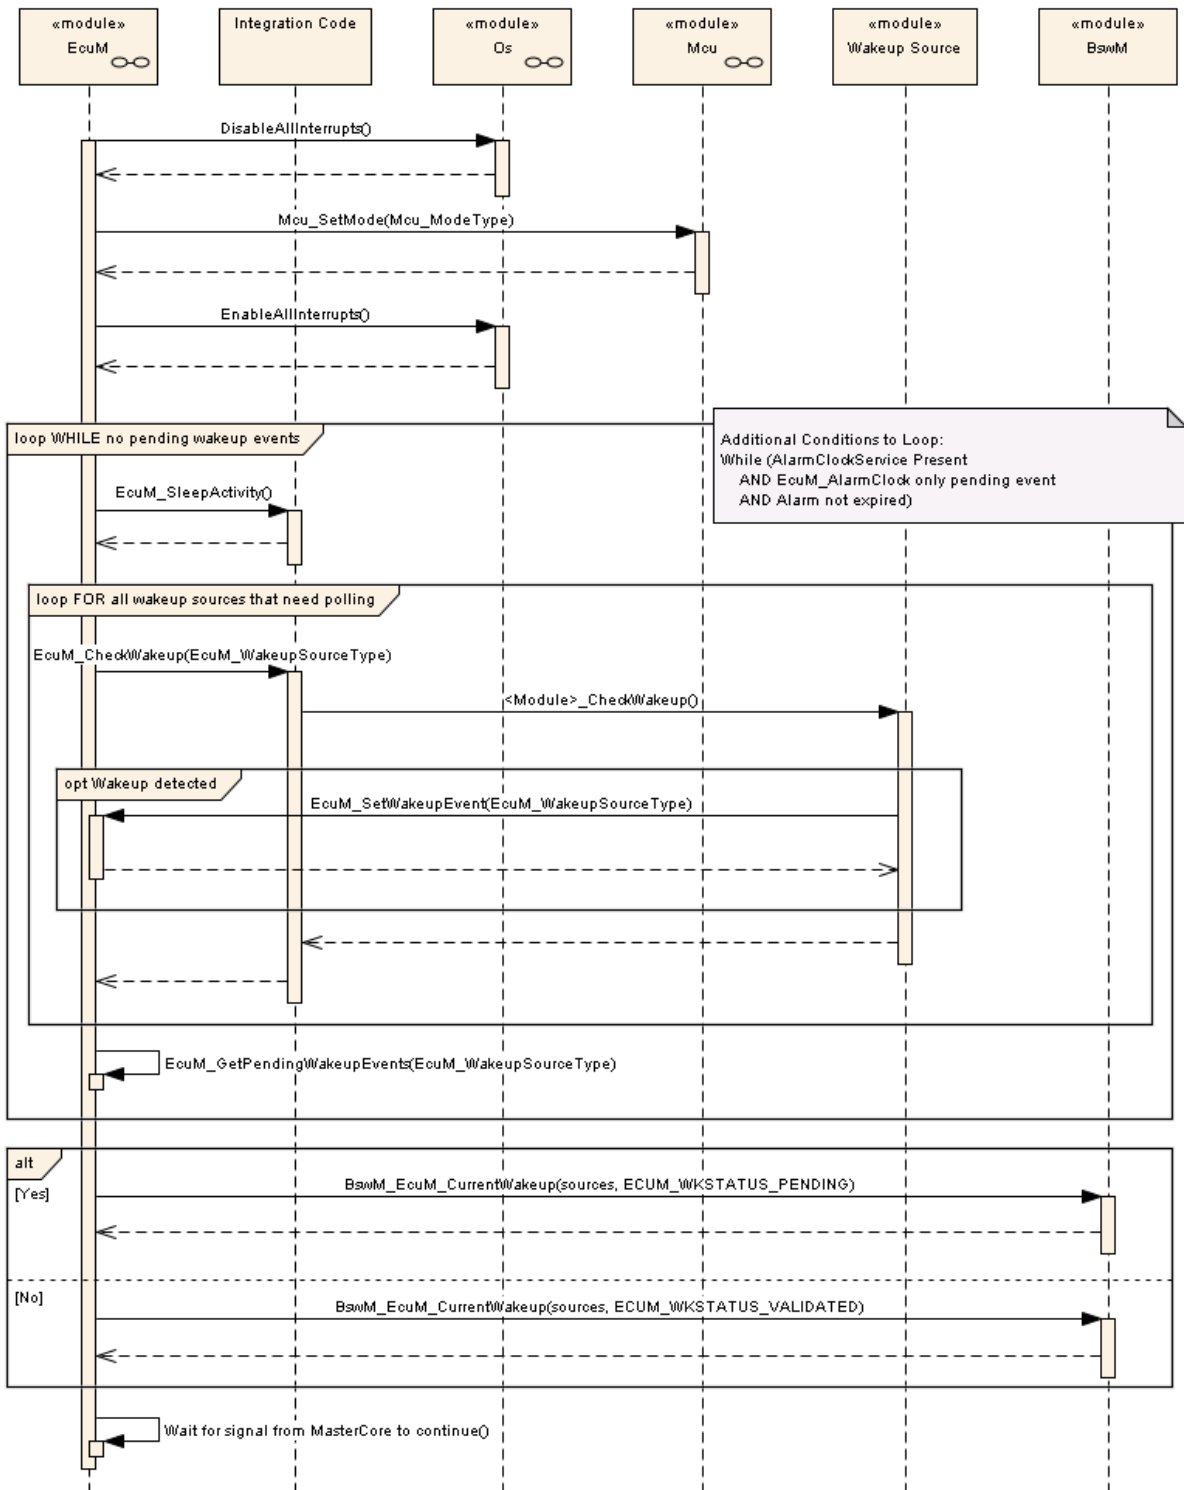 «module»
EcuM
Integration Code
«module»
Os
«module»
Mcu
«module»
Wakeup Source
«module»
BswM
DisableAllInterrupts()
Mcu_SetMode(Mcu_ModeType)
EnableAllInterrupts()
loop WHILE no pending wakeup events
Additional Conditions to Loop:
While (AlarmClockService Present
AND EcuM_AlarmClock only pending event
AND Alarm not expired)
EcuM_SleepActivity()
loop FOR all wakeup sources that need polling
EcuM_CheckWakeup(EcuM_WakeupSourceType)
<Module>_CheckWakeup()
opt Wakeup detected
EcuM_SetWakeupEvent(EcuM_WakeupSourceType)
EcuM_GetPendingWakeupEvents(EcuM_WakeupSourceType)
alt
[Yes]
BswM_EcuM_CurrentWakeup(sources, ECUM_WKSTATUS_PENDING)
[No]
BswM_EcuM_CurrentWakeup(sources, ECUM_WKSTATUS_VALIDATED)
Wait for signal from MasterCore to continue()